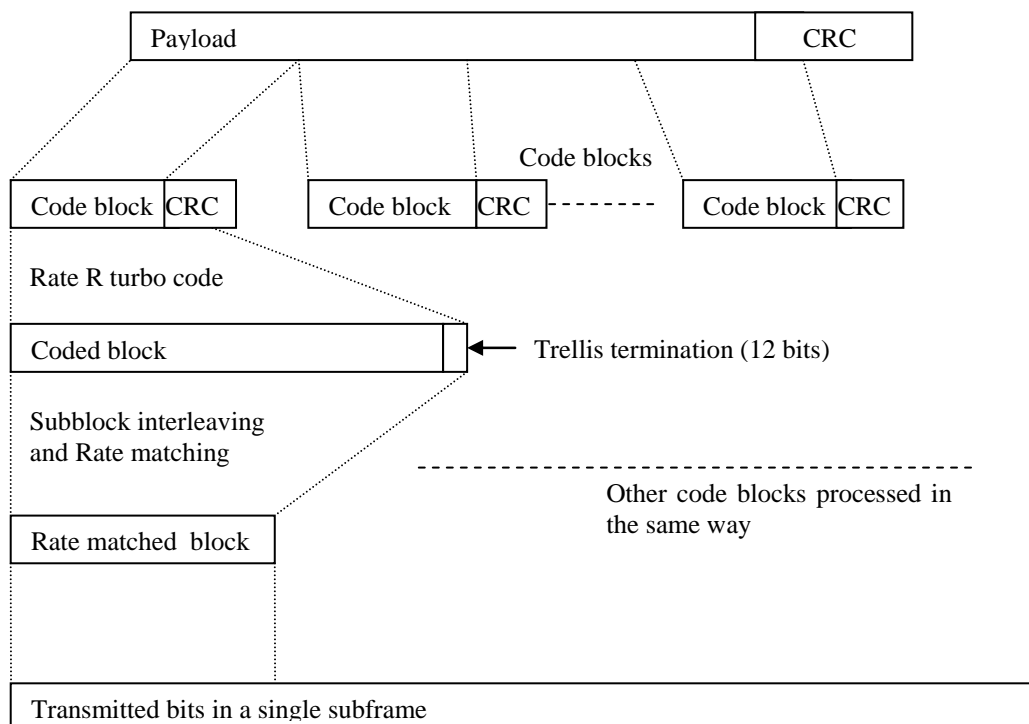 Payload CRC
Code blocks
Code block CRC Code block CRC Code block CRC
Rate R turbo code
Coded block
Trellis termination (12 bits)
Subblock interleaving
and Rate matching
Other code blocks processed in
the same way
Rate matched block
Transmitted bits in a single subframe